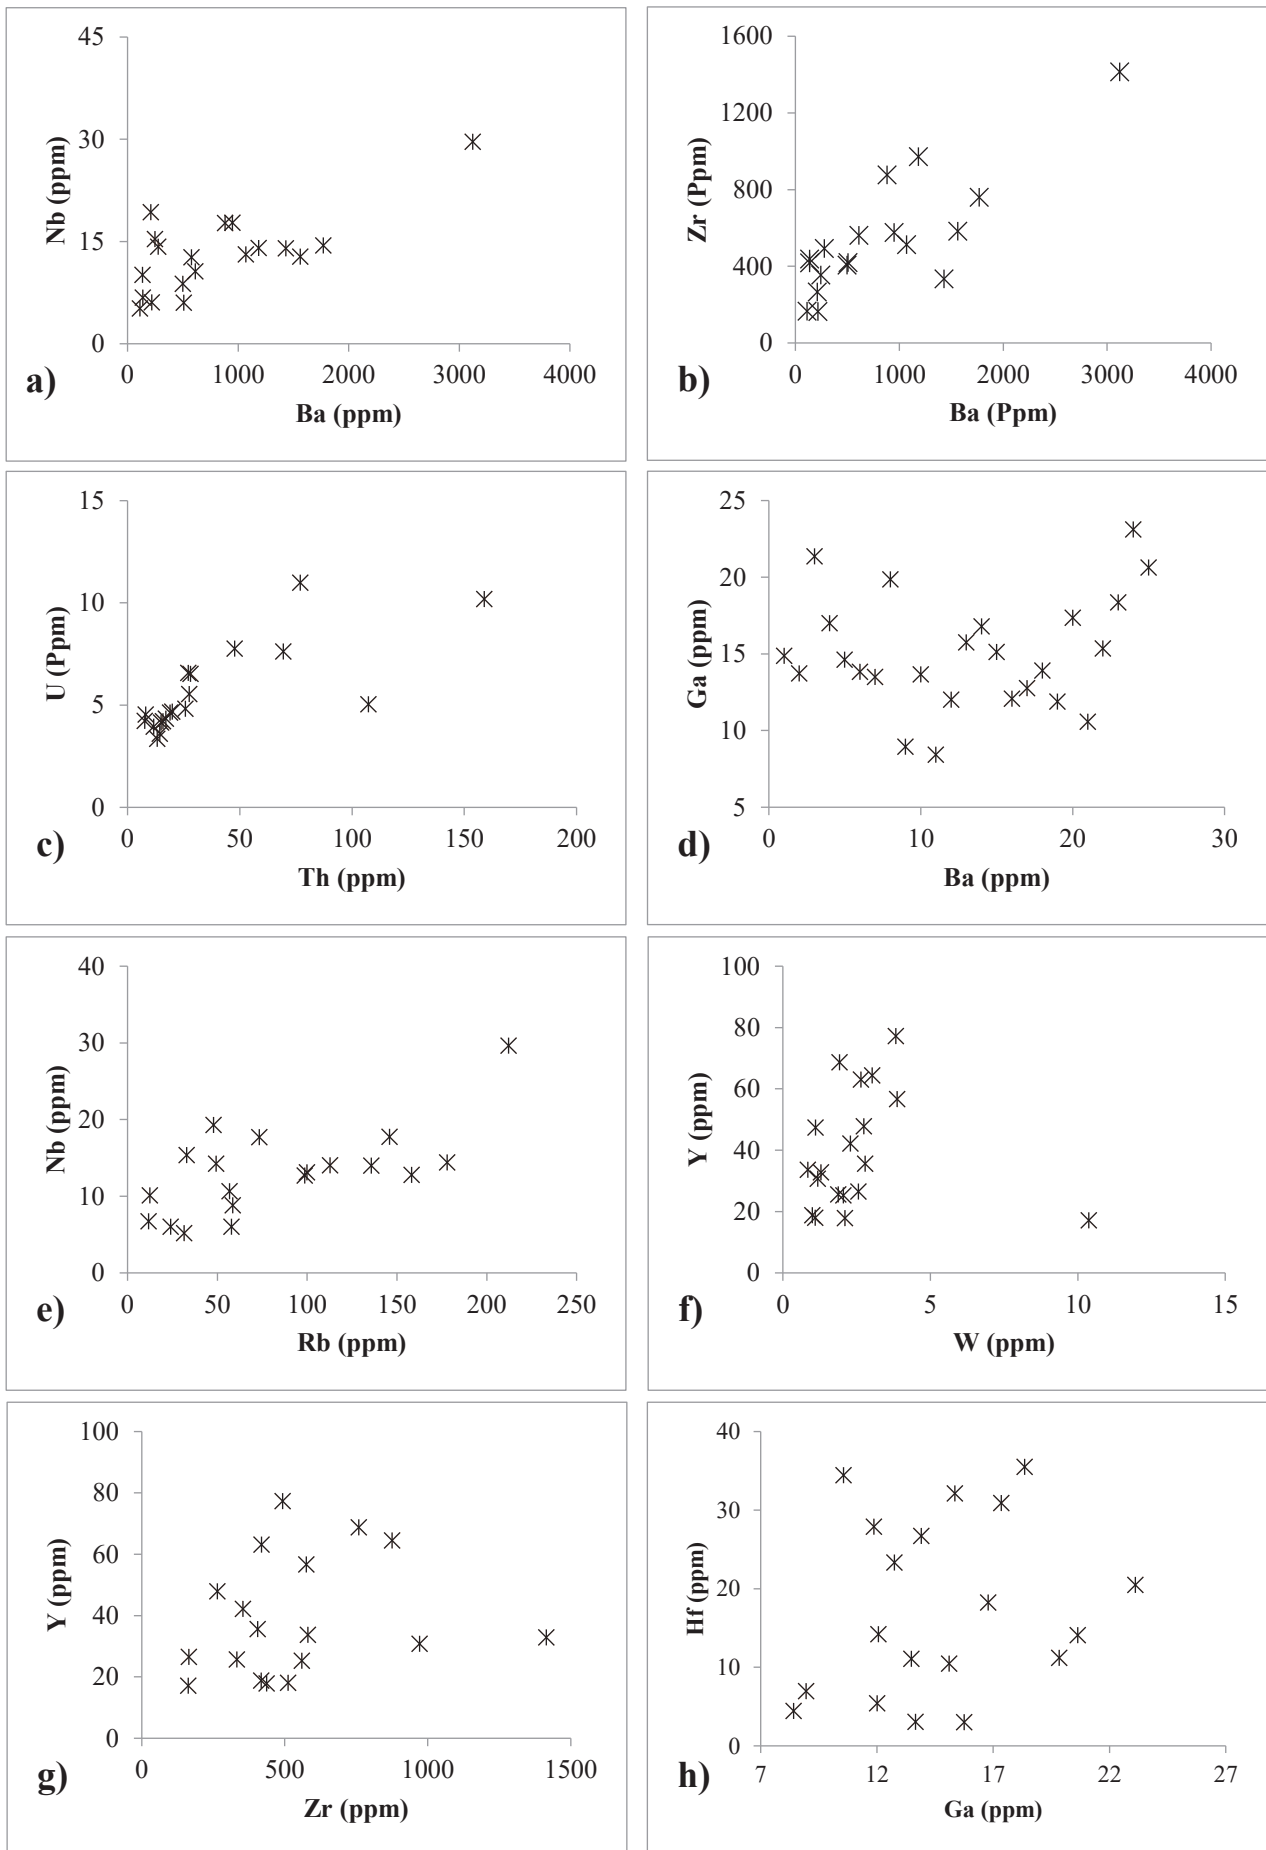 45
30
15
0
Nb (ppm)
0 1000 2000 3000 4000
Ba (ppm)
a)
1600
1200
800
400
0
Zr (Ppm)
0 1000 2000 3000 4000
Ba (Ppm)
b)
15
10
5
0
U (Ppm)
0 50 100 150 200
Th (ppm)
c)
25
20
15
10
5
Ga (ppm)
0 10 20 30
Ba (ppm)
d)
40
30
20
10
0
Nb (ppm)
0 50 100 150 200 250
Rb (ppm)
e)
100
80
60
40
20
0
Y (ppm)
0 5 10 15
W (ppm)
f)
100
80
60
40
20
0
Y (ppm)
0 500 1000 1500
Zr (ppm)
g)
40
30
20
10
0
Hf (ppm)
7 12 17 22 27
Ga (ppm)
h)